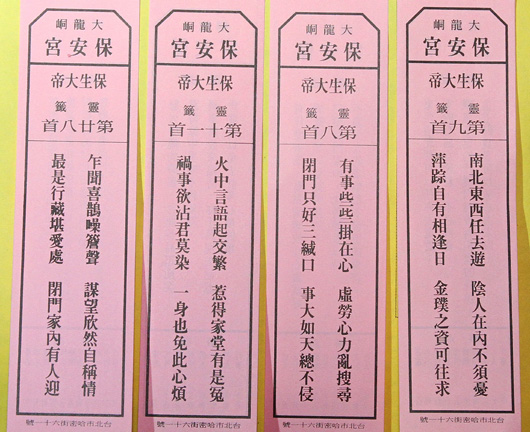 大龍峒
保安宮
保生大帝
靈籤
第廿八首
乍聞喜鵲噪簷聲 謀望欣然自稱情
最是行藏堪愛處 閉門家內有人迎
台北市哈密街六十一號
大龍峒
保安宮
保生大帝
靈籤
第十一首
火中言語起交繁 惹得家堂有是冤
禍事欲沾君莫染 一身也免此心煩
台北市哈密街六十一號
大龍峒
保安宮
保生大帝
靈籤
第八首
有事些些掛在心 虛勞心力亂搜尋
閉門只好三緘口 事大如天總不侵
台北市哈密街六十一號
大龍峒
保安宮
保生大帝
靈籤
第九首
南北東西任去遊 陰人在內不須憂
萍踪自有相逢日 金璞之資可往求
台北市哈密街六十一號